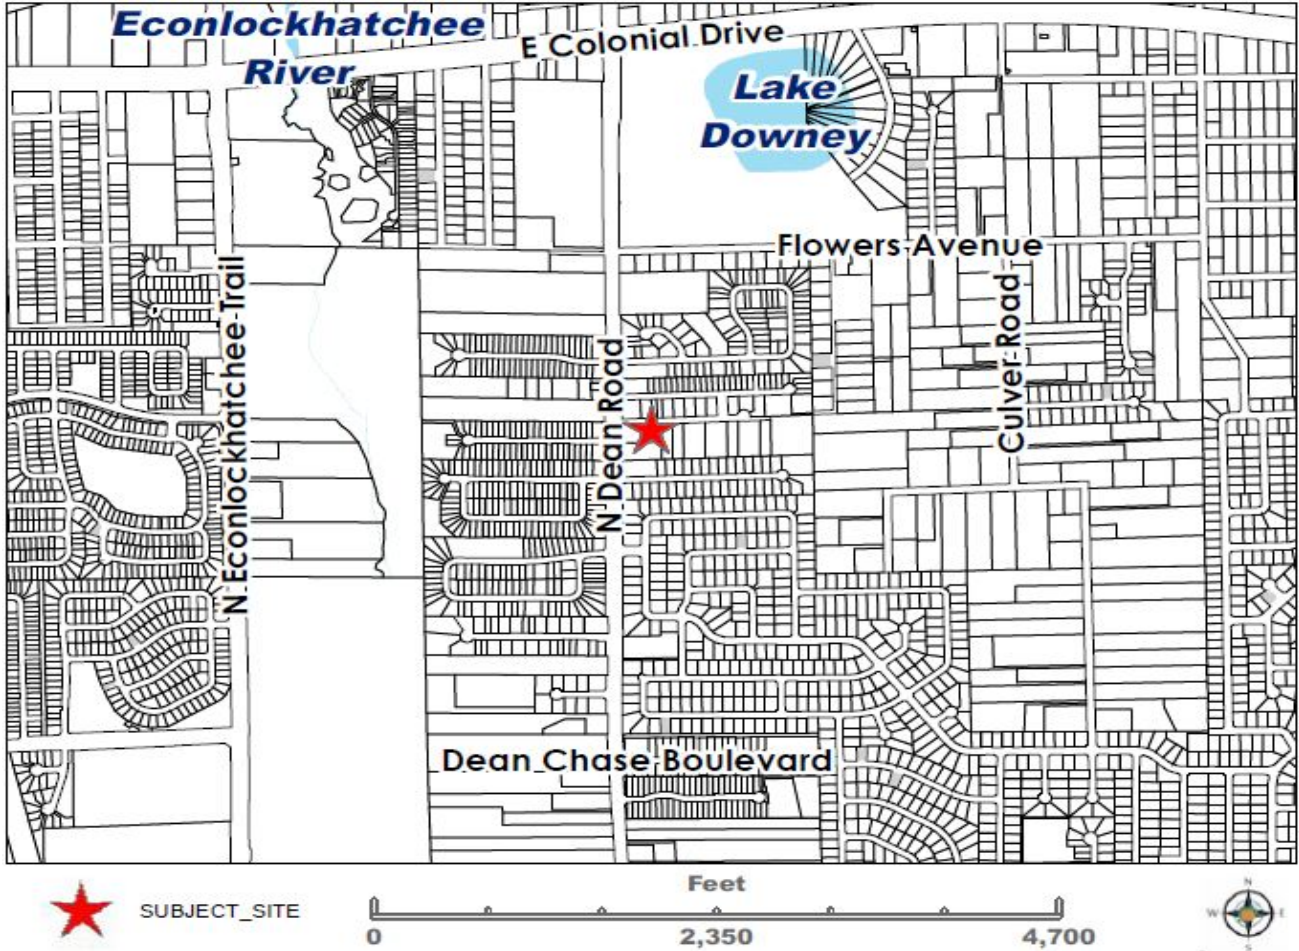 Econlockhatchee
River
E Colonial Drive
Lake
Downey
Flowers Avenue
N Econlockhatchee Trail
N Dean Road
Culver Road
Dean Chase Boulevard
SUBJECT_SITE
Feet
0 2,350 4,700
N
W E
S